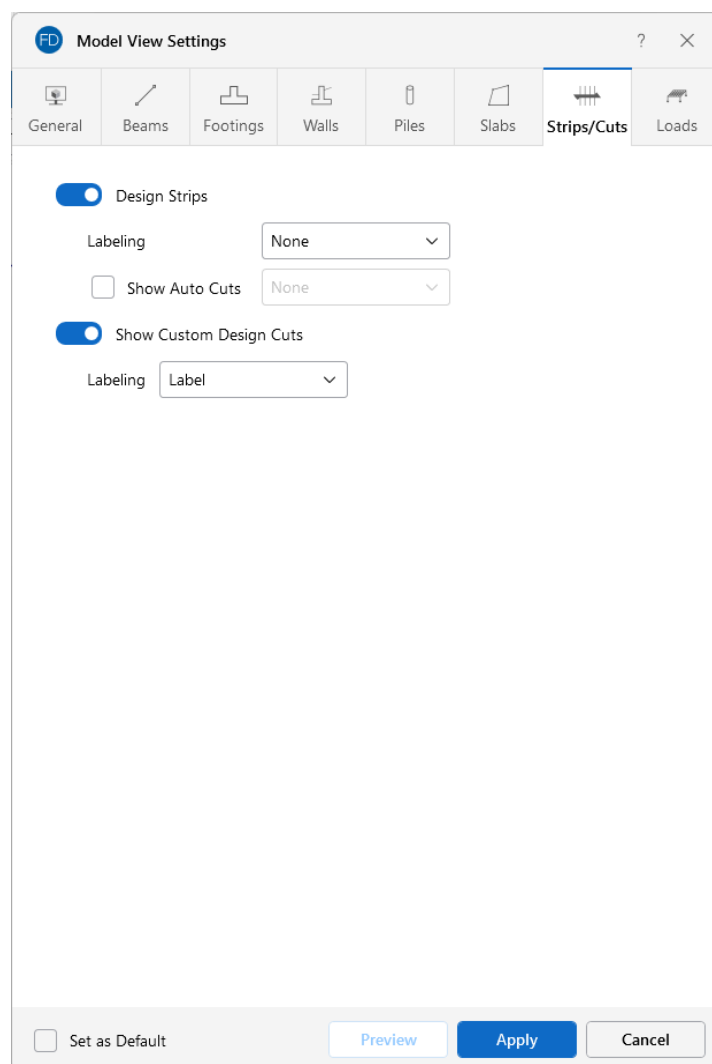 FD Model View Settings ?
General Beams Footings Walls Piles Slabs Strips/Cuts Loads
Design Strips
Labeling None
Show Auto Cuts None
Show Custom Design Cuts
Labeling Label
Set as Default Preview Apply Cancel